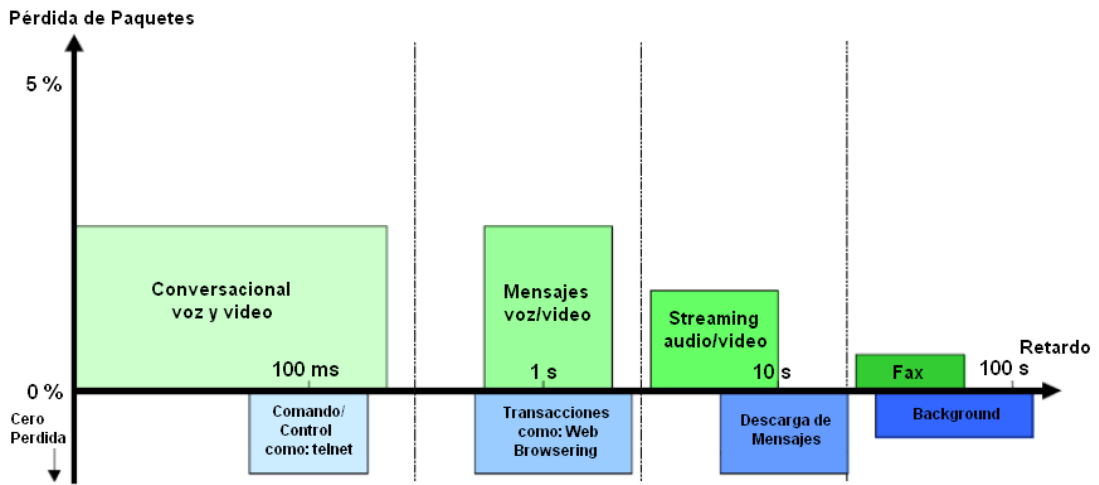 Pérdida de Paquetes
5 %
Conversacional
voz y video
Mensajes
voz/video
Streaming
audio/video
Retardo
100 ms
1 s
10 s
Fax
100 s
0 %
Cero
Perdida
Comando/
Control
como: telnet
Transacciones
como: Web
Browsering
Descarga de
Mensajes
Background